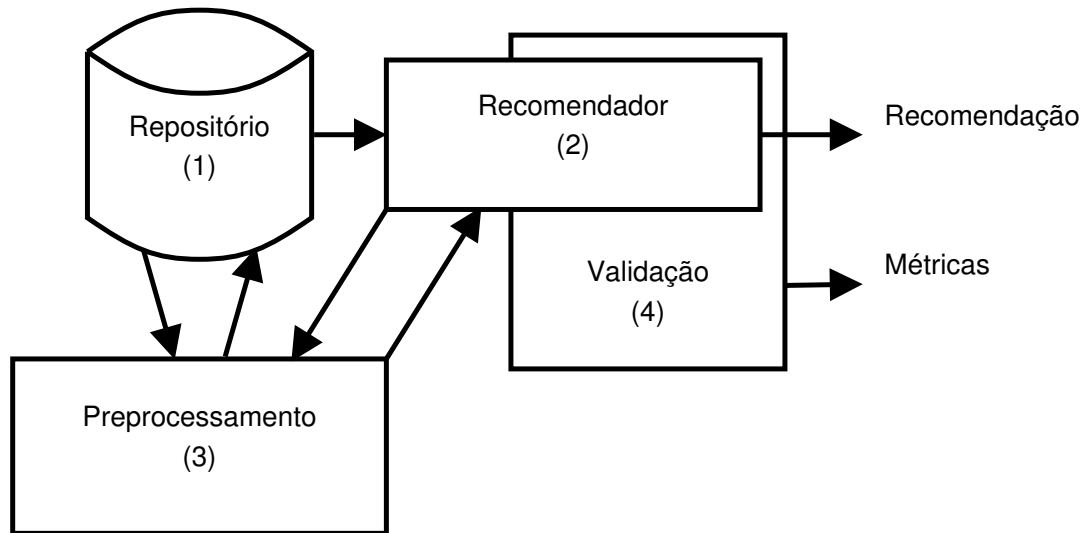 Repositório
(1)
Recomendador
(2)
Recomendação
Validação
(4)
Métricas
Preprocessamento
(3)